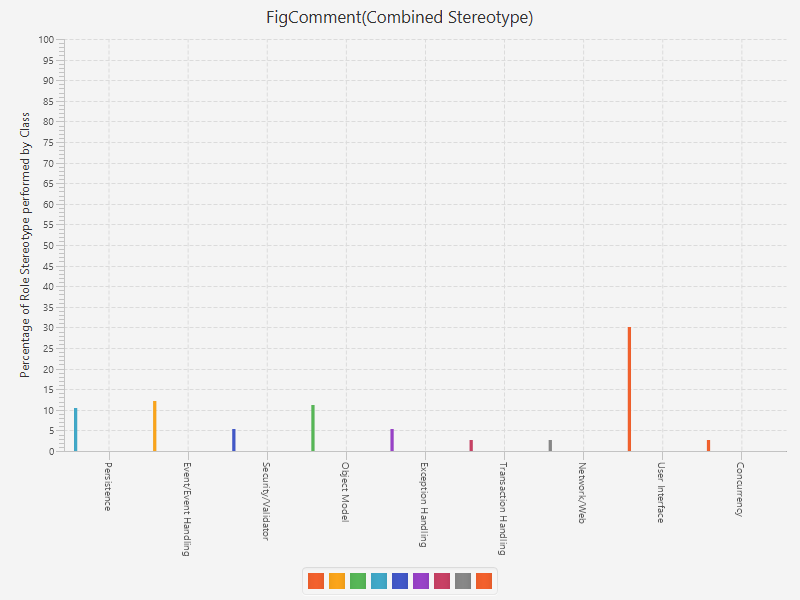 FigComment(Combined Stereotype)
Percentage of Role Stereotype performed by Class
100
95
90
85
80
75
70
65
60
55
50
45
40
35
30
25
20
15
10
5
0
Persistence
Event/Event Handling
Security/Validator
Object Model
Exception Handling
Transaction Handling
Network/Web
User Interface
Concurrency